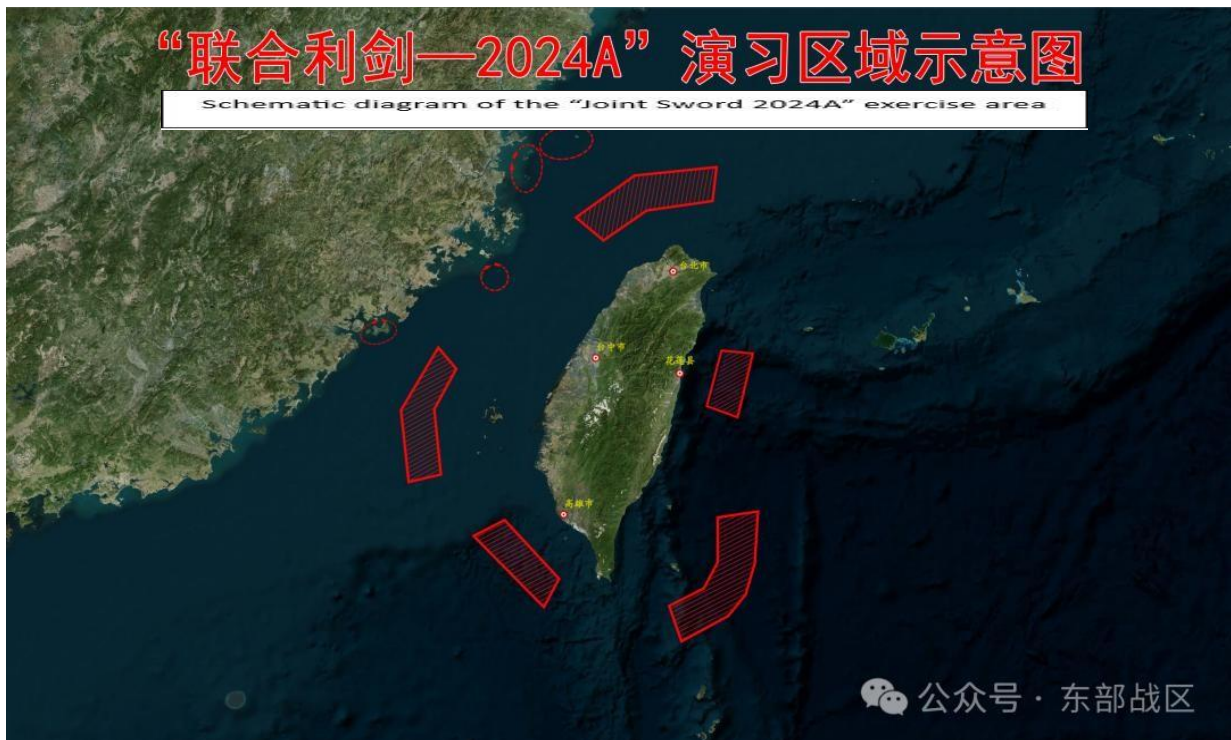 “联合利剑—2024A”演习区域示意图
Schematic diagram of the “Joint Sword 2024A” exercise area
台北市
台中市
花莲县
高雄市
公众号·东部战区